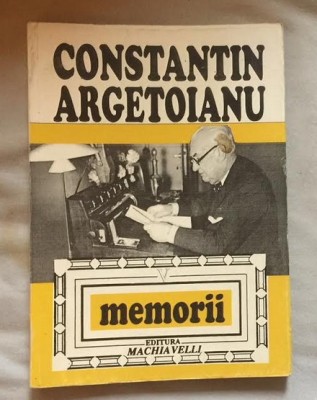 CONSTANTIN
ARGETOIANU
V
memorii
EDITURA
MACHIAVELLI